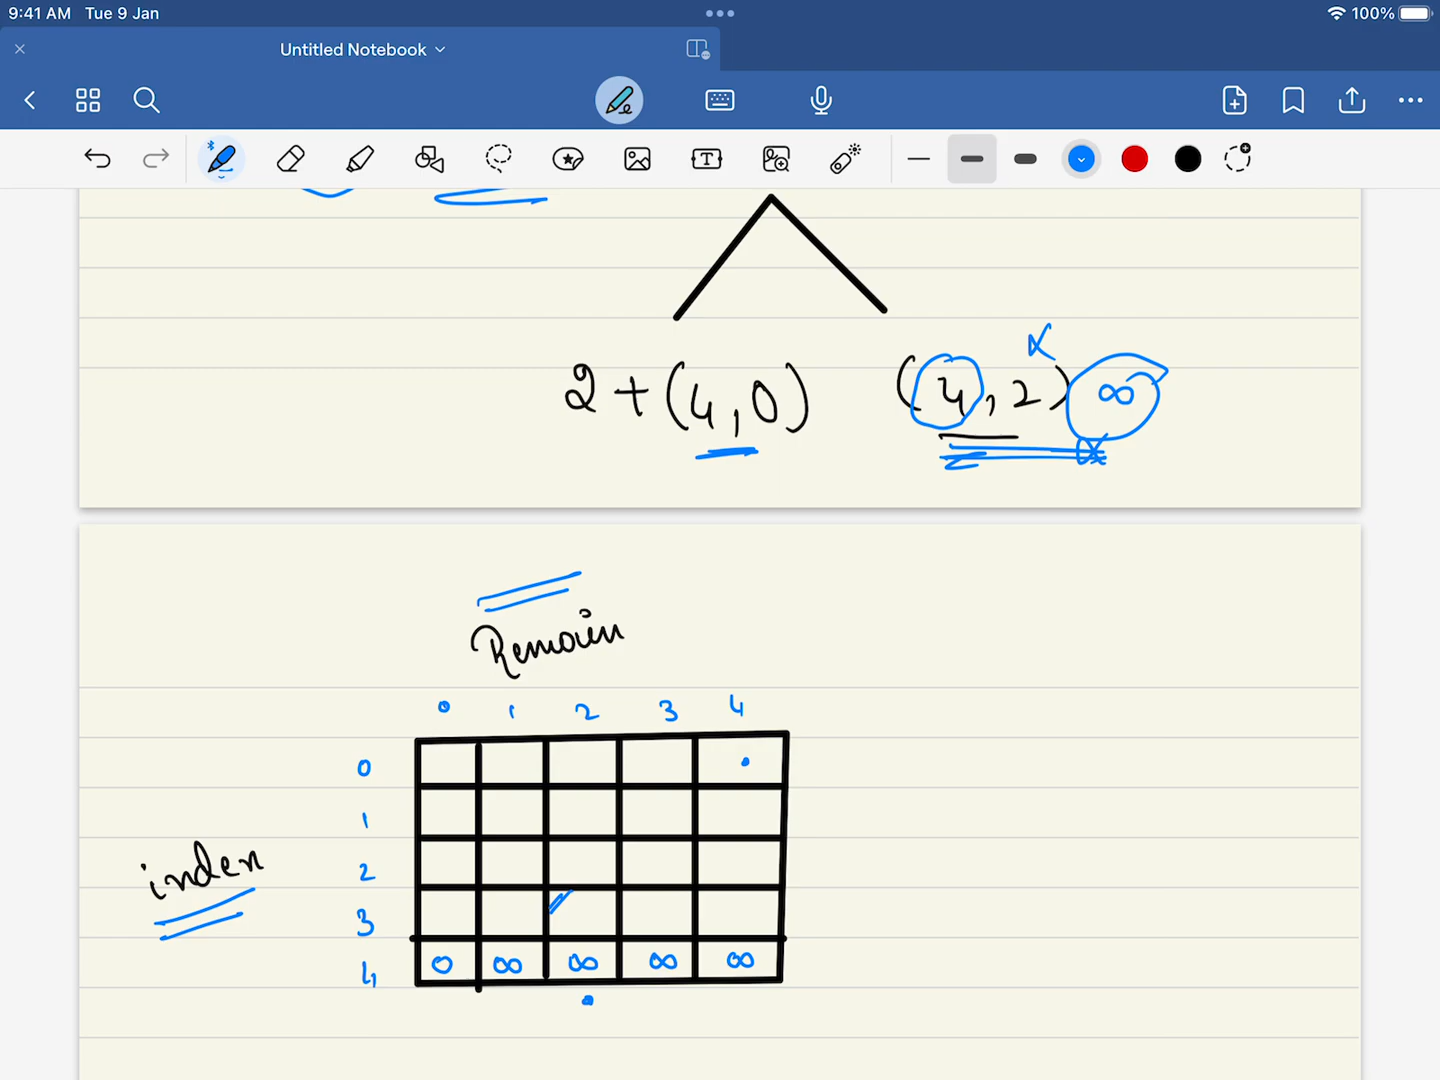 9:41 AM Tue 9 Jan 100%
Untitled Notebook
2 + (4, 0) (4, 2) ∞
Remain
0 1 2 3 4
0
1
index
2
3
4 0 ∞ ∞ ∞ ∞